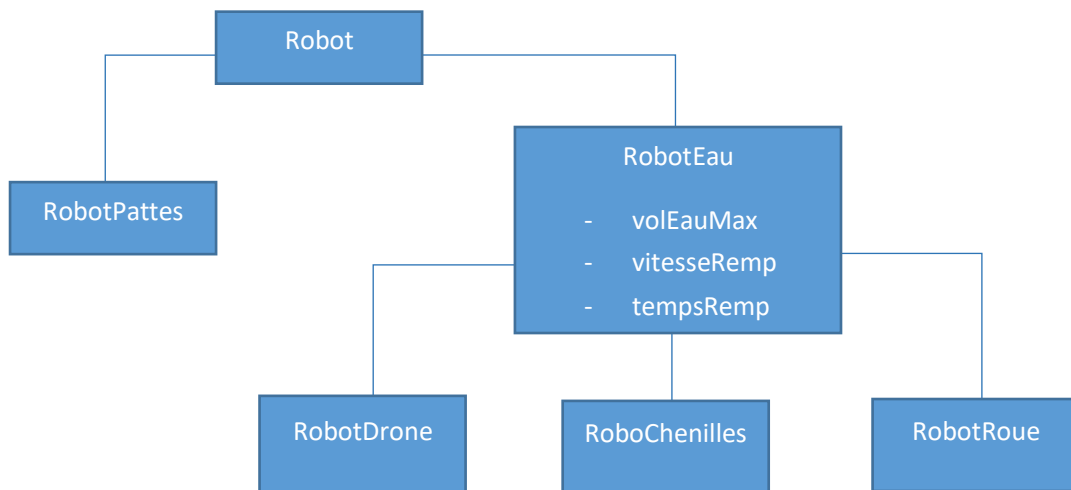 Robot
RobotEau
RobotPattes
- volEauMax
- vitesseRemp
- tempsRemp
RobotDrone
RoboChenilles
RobotRoue